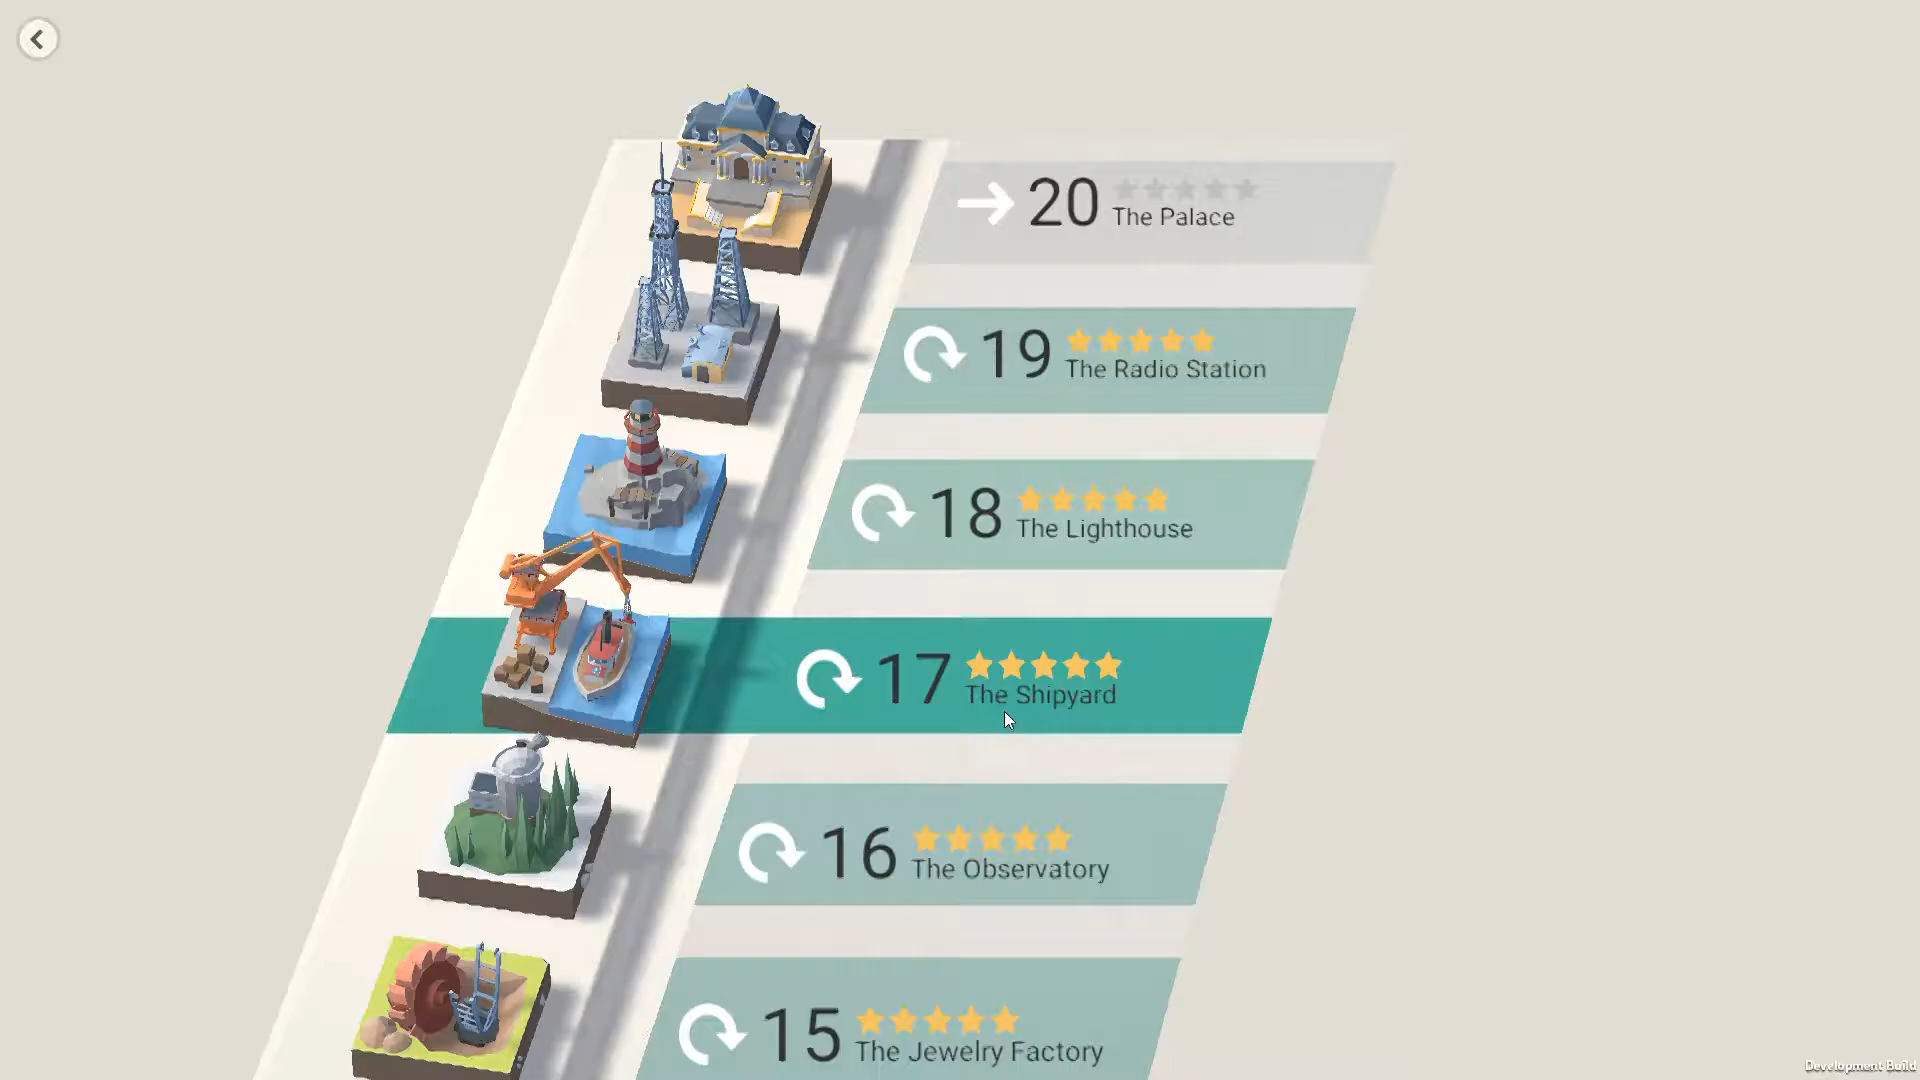 20
The Palace
19
The Radio Station
18
The Lighthouse
17
The Shipyard
16
The Observatory
15
The Jewelry Factory
Development Build